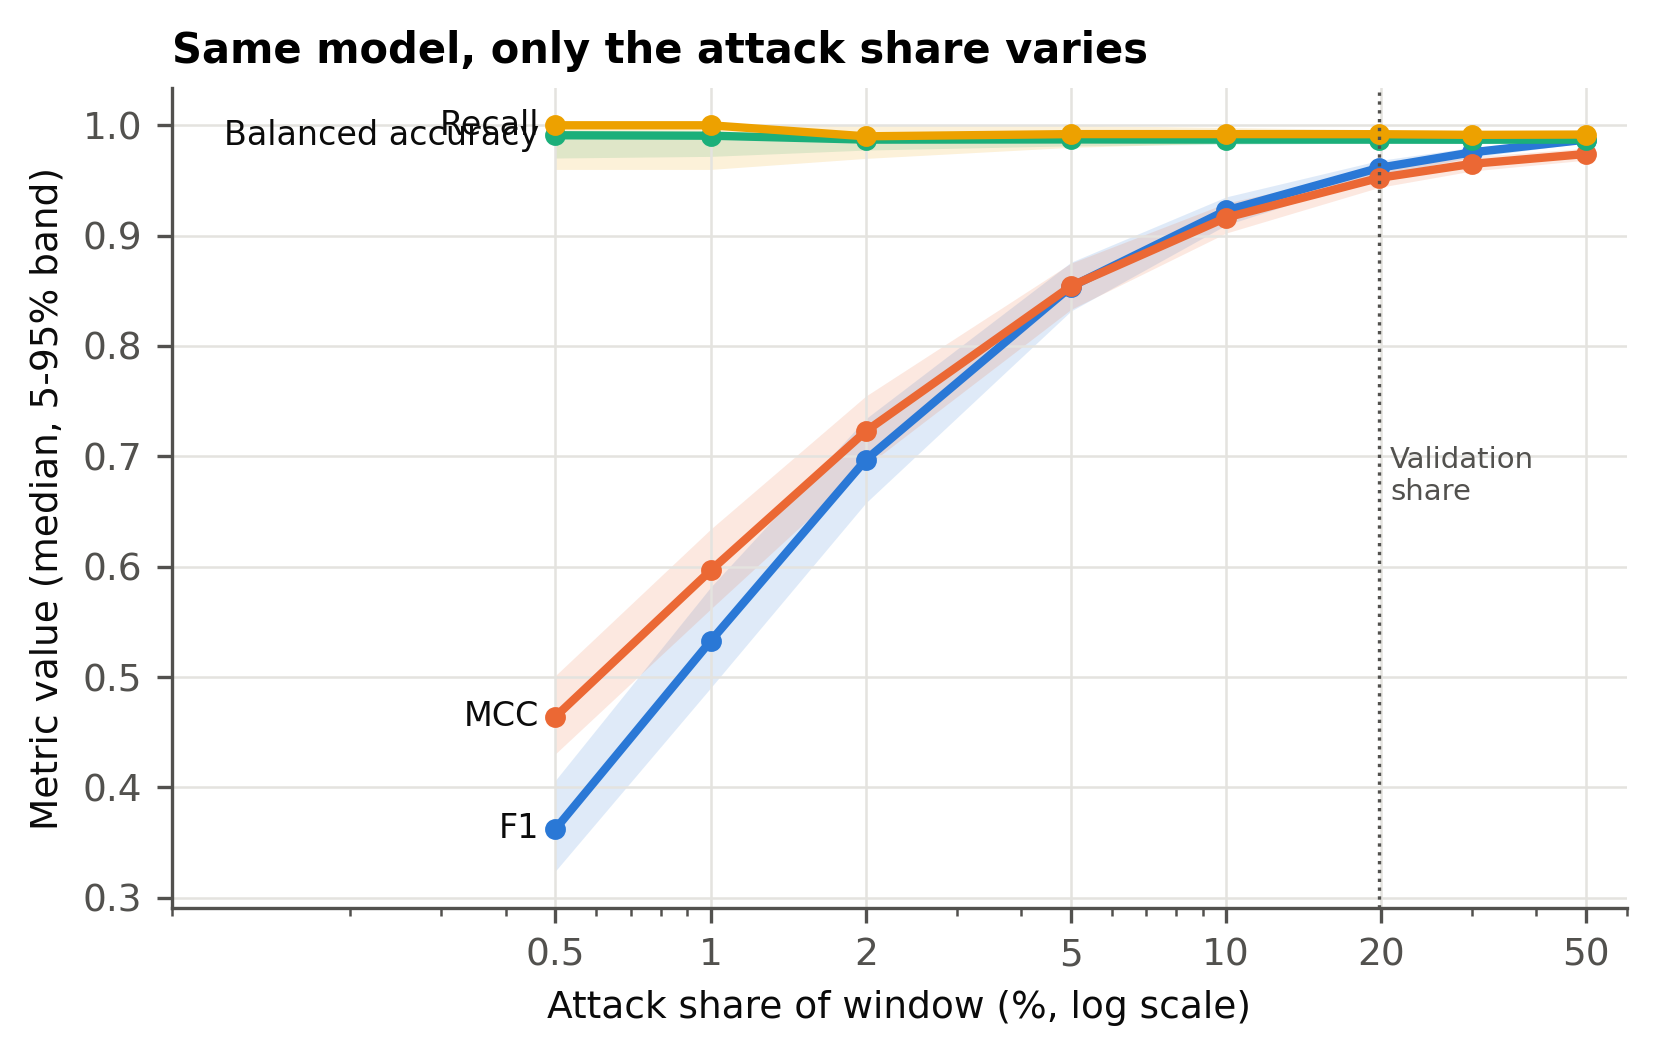 Same model, only the attack share varies
Metric value (median, 5-95% band)
1.0
0.9
0.8
0.7
0.6
0.5
0.4
0.3
Recall
Balanced accuracy
MCC
F1
Validation
share
0.5 1 2 5 10 20 50
Attack share of window (%, log scale)